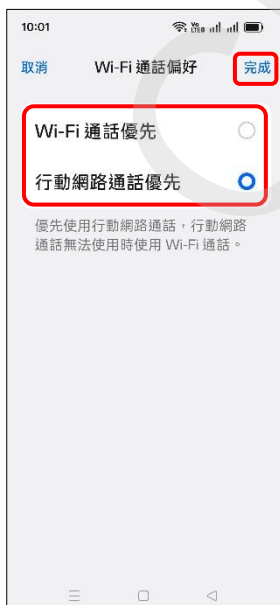 10:01
取消 Wi-Fi 通話偏好 完成
Wi-Fi 通話優先
行動網路通話優先
優先使用行動網路通話，行動網路
通話無法使用時使用 Wi-Fi 通話。